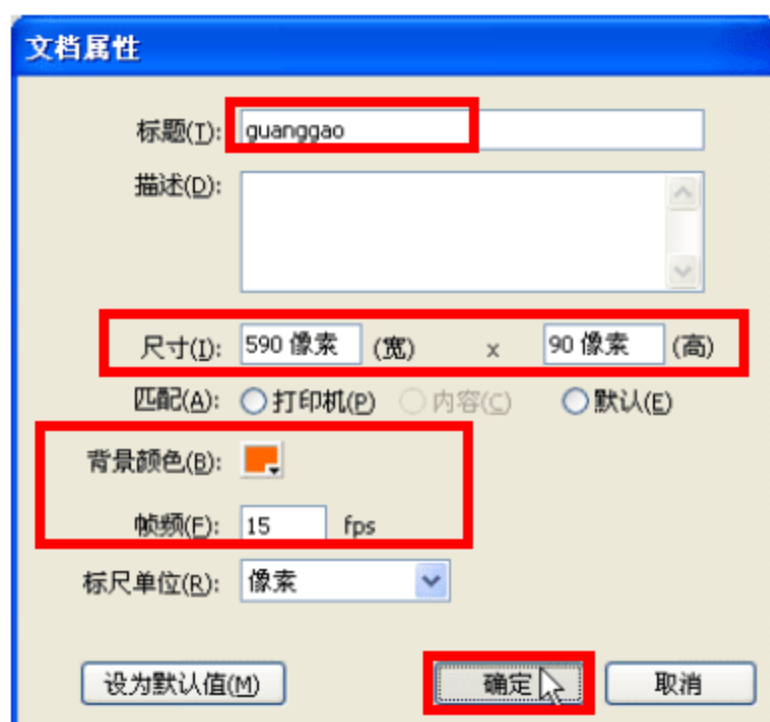 文档属性
标题(T): guanggao
描述(D):
尺寸(I): 590 像素 (宽) x 90 像素 (高)
匹配(A): 打印机(P) 内容(C) 默认(E)
背景颜色(B):
帧频(F): 15 fps
标尺单位(R): 像素
设为默认值(M) 确定 取消